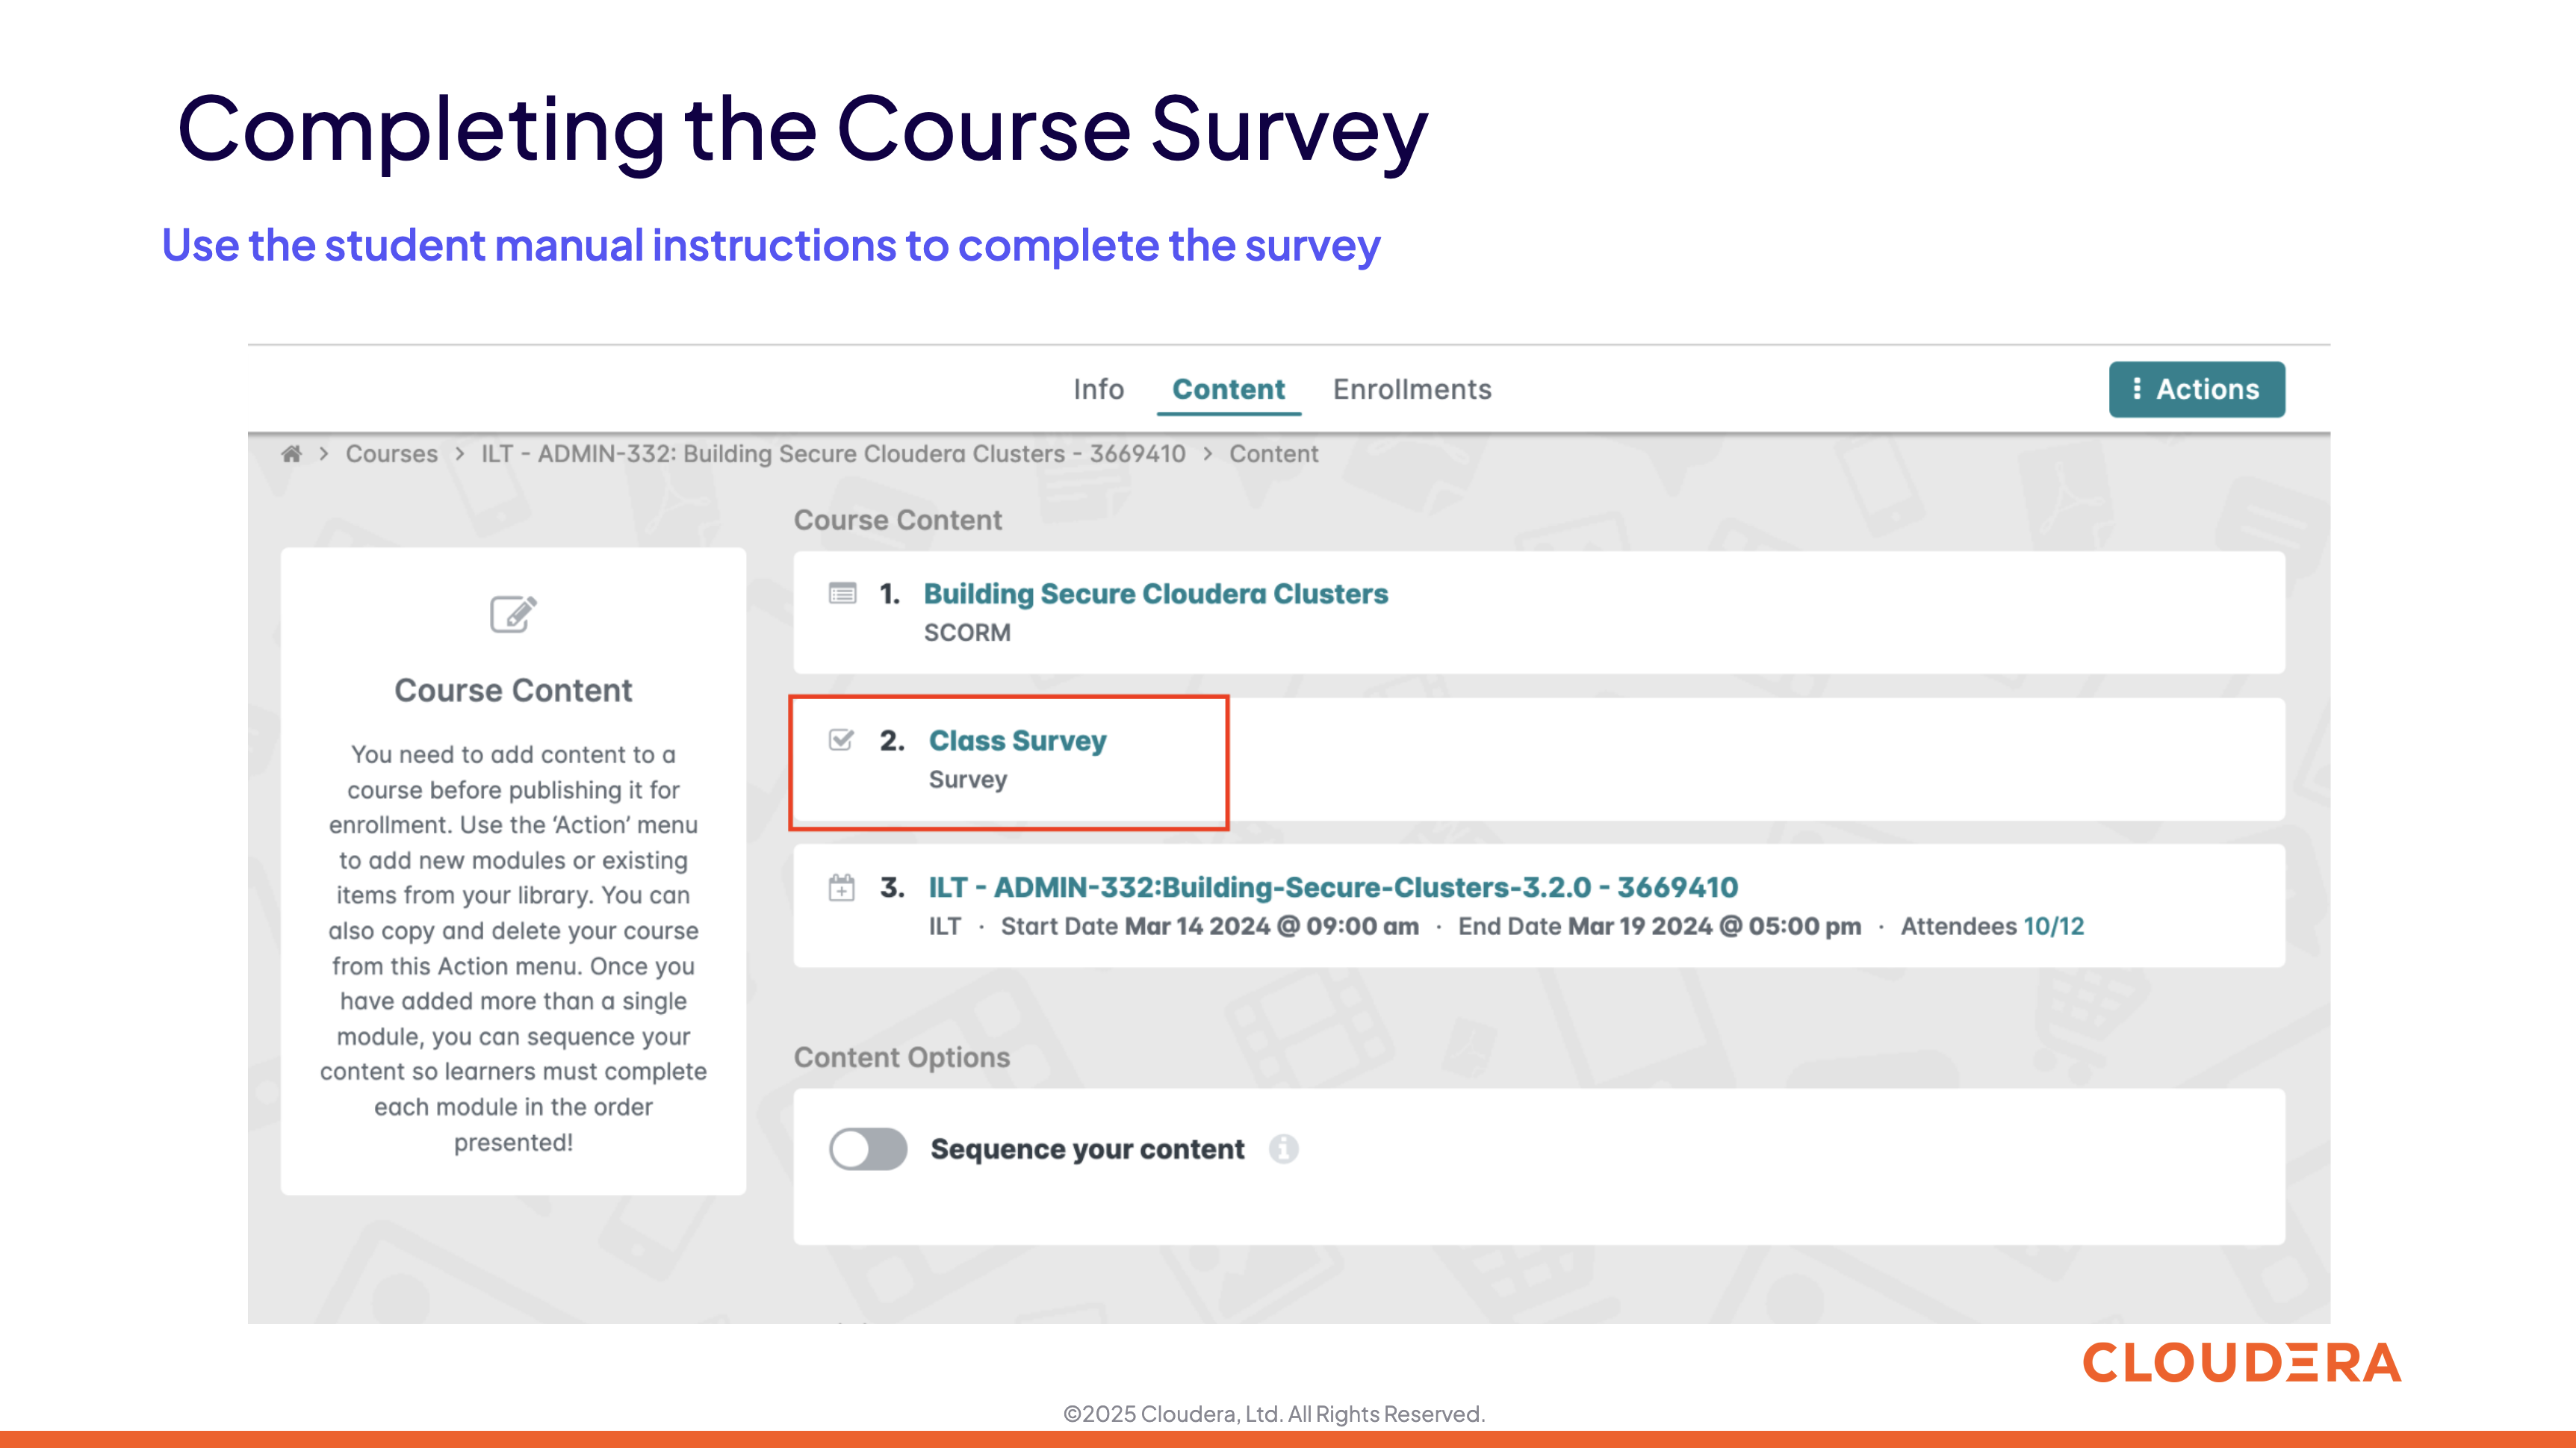 Completing the Course Survey
Use the student manual instructions to complete the survey
Info Content Enrollments
Actions
Courses > ILT - ADMIN-332: Building Secure Cloudera Clusters - 3669410 > Content
Course Content
You need to add content to a
course before publishing it for
enrollment. Use the ‘Action’ menu
to add new modules or existing
items from your library. You can
also copy and delete your course
from this Action menu. Once you
have added more than a single
module, you can sequence your
content so learners must complete
each module in the order
presented!
Course Content
1. Building Secure Cloudera Clusters
SCORM
2. Class Survey
Survey
3. ILT - ADMIN-332:Building-Secure-Clusters-3.2.0 - 3669410
ILT · Start Date Mar 14 2024 @ 09:00 am · End Date Mar 19 2024 @ 05:00 pm · Attendees 10/12
Content Options
Sequence your content
CLOUDERA
©2025 Cloudera, Ltd. All Rights Reserved.